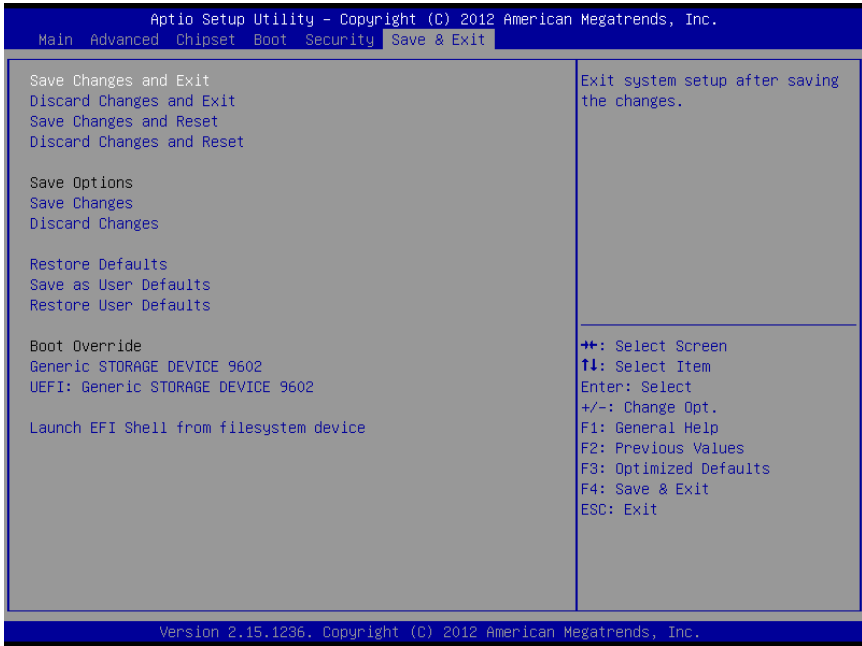 Aptio Setup Utility – Copyright (C) 2012 American Megatrends, Inc.
Main Advanced Chipset Boot Security Save & Exit
Save Changes and Exit
Discard Changes and Exit
Save Changes and Reset
Discard Changes and Reset
Save Options
Save Changes
Discard Changes
Restore Defaults
Save as User Defaults
Restore User Defaults
Boot Override
Generic STORAGE DEVICE 9602
UEFI: Generic STORAGE DEVICE 9602
Launch EFI Shell from filesystem device
Exit system setup after saving
the changes.
→←: Select Screen
↑↓: Select Item
Enter: Select
+/-: Change Opt.
F1: General Help
F2: Previous Values
F3: Optimized Defaults
F4: Save & Exit
ESC: Exit
Version 2.15.1236. Copyright (C) 2012 American Megatrends, Inc.